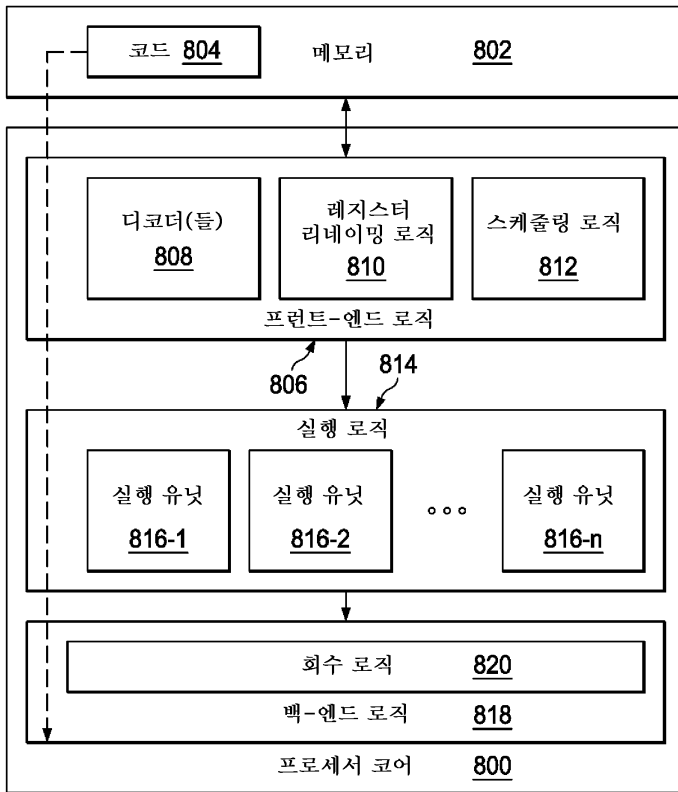 코드 804
메모리 802
디코더(들)
808
레지스터
리네이밍 로직
810
스케줄링 로직
812
프런트-엔드 로직
806
814
실행 로직
실행 유닛
816-1
실행 유닛
816-2
실행 유닛
816-n
회수 로직 820
백-엔드 로직 818
프로세서 코어 800